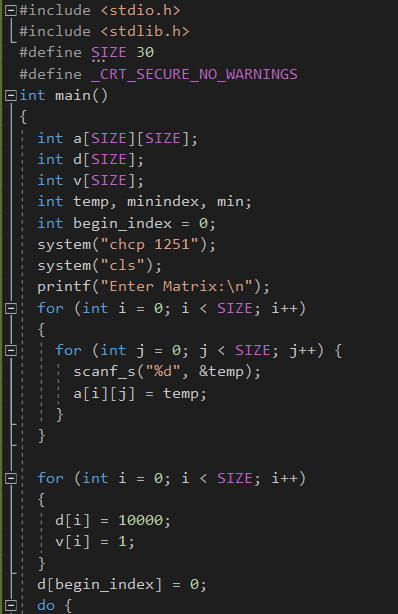 #include <stdio.h>
#include <stdlib.h>
#define SIZE 30
#define _CRT_SECURE_NO_WARNINGS
int main()
{
int a[SIZE][SIZE];
int d[SIZE];
int v[SIZE];
int temp, minindex, min;
int begin_index = 0;
system("chcp 1251");
system("cls");
printf("Enter Matrix:\n");
for (int i = 0; i < SIZE; i++)
{
for (int j = 0; j < SIZE; j++) {
scanf_s("%d", &temp);
a[i][j] = temp;
}
}
for (int i = 0; i < SIZE; i++)
{
d[i] = 10000;
v[i] = 1;
}
d[begin_index] = 0;
do {